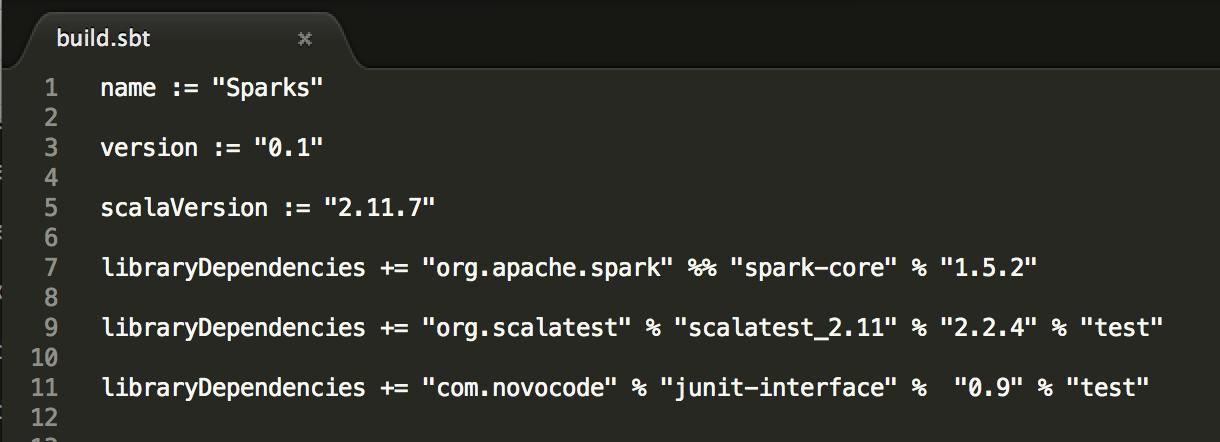 build.sbt
1 name := "Sparks"
2
3 version := "0.1"
4
5 scalaVersion := "2.11.7"
6
7 libraryDependencies += "org.apache.spark" %% "spark-core" % "1.5.2"
8
9 libraryDependencies += "org.scalatest" % "scalatest_2.11" % "2.2.4" % "test"
10
11 libraryDependencies += "com.novocode" % "junit-interface" %  "0.9" % "test"
12